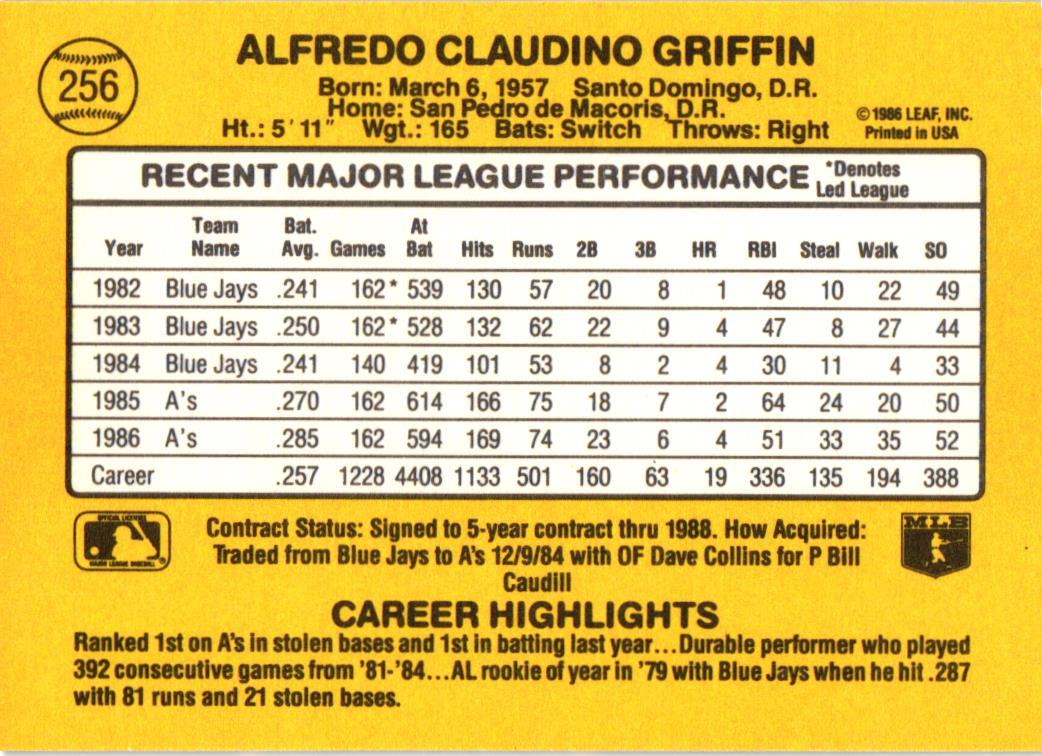 256
ALFREDO CLAUDINO GRIFFIN
Born: March 6, 1957 Santo Domingo, D.R.
Home: San Pedro de Macoris, D.R.
Ht.: 5' 11" Wgt.: 165 Bats: Switch Throws: Right
©1986 LEAF, INC.
Printed in USA
RECENT MAJOR LEAGUE PERFORMANCE *Denotes Led League
Year Team Name Bat. Avg. Games At Bat Hits Runs 2B 3B HR RBI Steal Walk SO
1982 Blue Jays .241 162* 539 130 57 20 8 1 48 10 22 49
1983 Blue Jays .250 162* 528 132 62 22 9 4 47 8 27 44
1984 Blue Jays .241 140 419 101 53 8 2 4 30 11 4 33
1985 A's .270 162 614 166 75 18 7 2 64 24 20 50
1986 A's .285 162 594 169 74 23 6 4 51 33 35 52
Career .257 1228 4408 1133 501 160 63 19 336 135 194 388
OFFICIAL LICENSEE
MAJOR LEAGUE BASEBALL
MLB
Contract Status: Signed to 5-year contract thru 1988. How Acquired:
Traded from Blue Jays to A's 12/9/84 with OF Dave Collins for P Bill
Caudill
CAREER HIGHLIGHTS
Ranked 1st on A's in stolen bases and 1st in batting last year...Durable performer who played
392 consecutive games from '81-'84...AL rookie of year in '79 with Blue Jays when he hit .287
with 81 runs and 21 stolen bases.